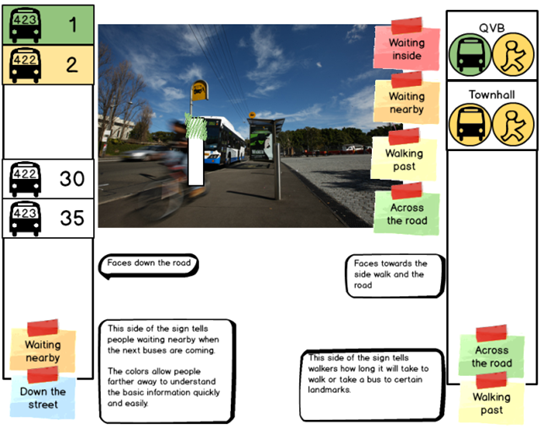 423 1
422 2
422 30
423 35
Waiting
nearby
Down the
street
Waiting
inside
Waiting
nearby
Walking
past
Across
the road
QVB
Townhall
Across
the road
Walking
past
Faces down the road
This side of the sign tells
people waiting nearby when
the next buses are coming.
The colors allow people
farther away to understand
the basic information quickly
and easily.
Faces towards the
side walk and the
road
This side of the sign tells
walkers how long it will take to
walk or take a bus to certain
landmarks.